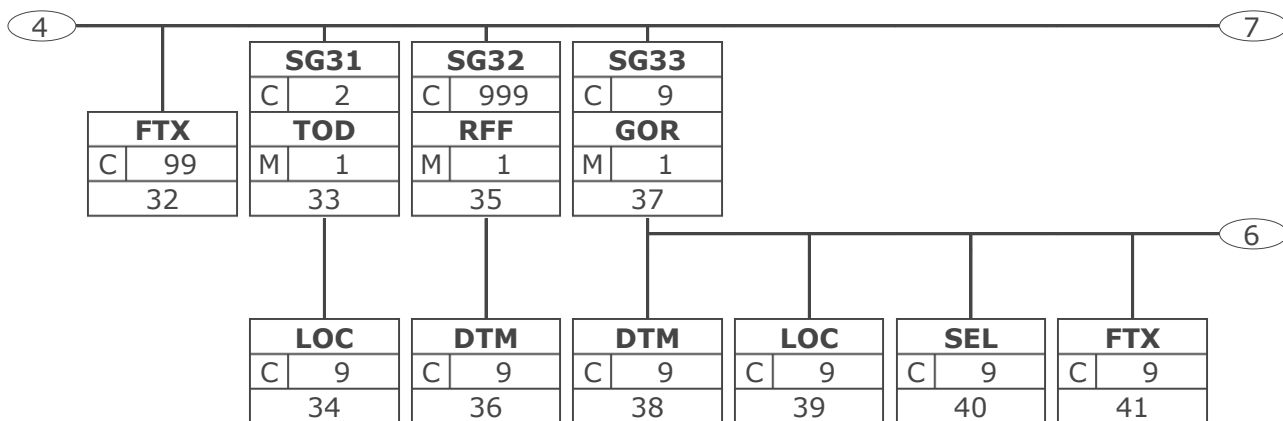 4
7
SG31 SG32 SG33
C 2 C 999 C 9
FTX TOD RFF GOR
C 99 M 1 M 1 M 1
32 33 35 37
6
LOC DTM DTM LOC SEL FTX
C 9 C 9 C 9 C 9 C 9 C 9
34 36 38 39 40 41